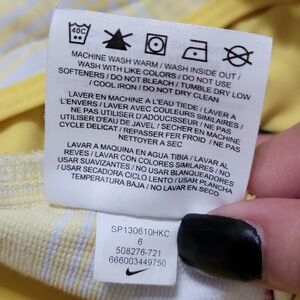 40C
MACHINE WASH WARM / WASH INSIDE OUT /
WASH WITH LIKE COLORS / DO NOT USE
SOFTENERS / DO NOT BLEACH / TUMBLE DRY LOW
/ COOL IRON / DO NOT DRY CLEAN
LAVER EN MACHINE A L'EAU TIEDE / LAVER A
L'ENVERS / LAVER AVEC COULEURS SIMILAIRES /
NE PAS UTILISER D'ADOUCISSEUR / NE PAS
UTILISER D'EAU DE JAVEL / SECHER EN MACHINE
CYCLE DELICAT / REPASSER FER FROID / NE PAS
NETTOYER A SEC
LAVAR A MAQUINA EN AGUA TIBIA / LAVAR AL
REVES / LAVAR CON COLORES SIMILARES / NO
USAR SUAVIZANTES / NO USAR BLANQUEADORES
/ USAR SECADORA CICLO LENTO / USAR PLANCHA
TEMPERATURA BAJA / NO LAVAR EN SECO
SP130610HKC
6
508276-721
666003449750